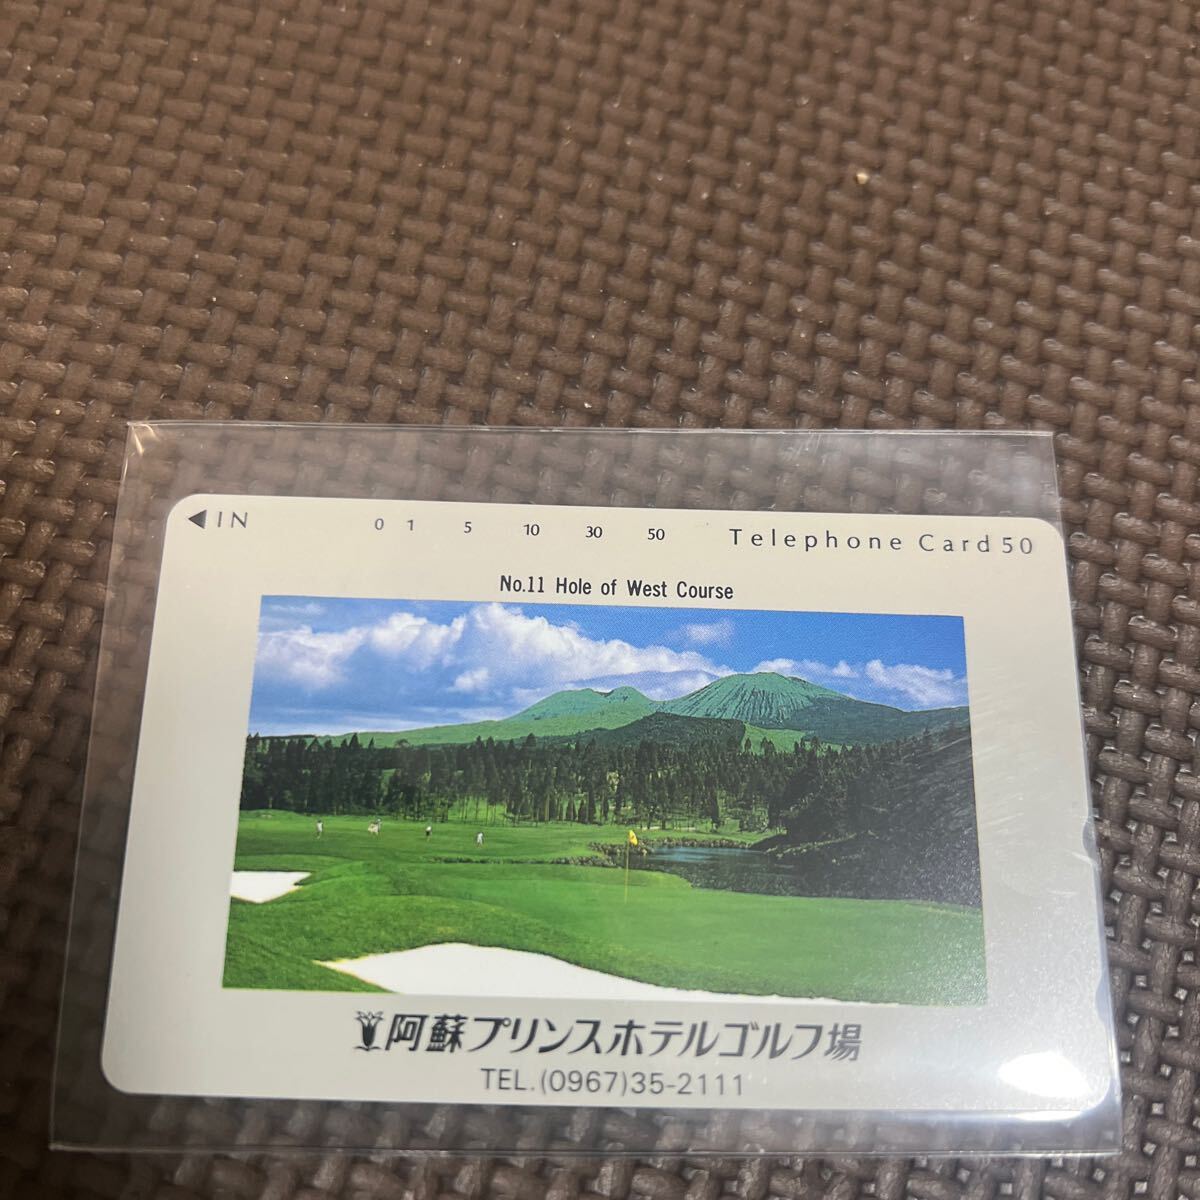 ◀IN 0 1 5 10 30 50 Telephone Card 50
No.11 Hole of West Course
阿蘇プリンスホテルゴルフ場
TEL.(0967)35-2111